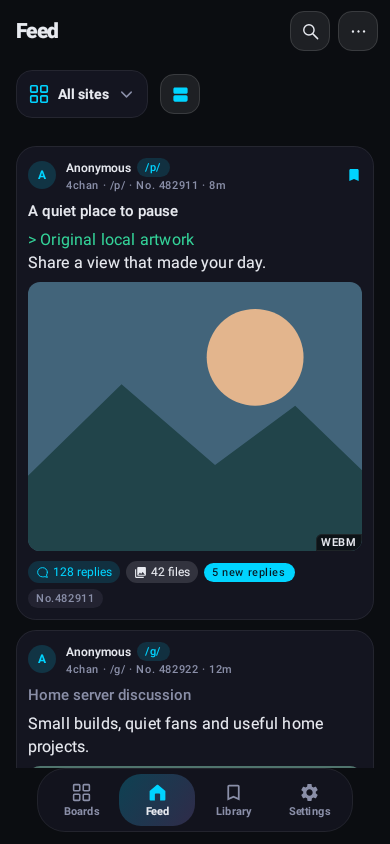 Feed
All sites
A
Anonymous /p/
4chan · /p/ · No. 482911 · 8m
A quiet place to pause
> Original local artwork
Share a view that made your day.
WEBM
128 replies 42 files 5 new replies
No.482911
A
Anonymous /g/
4chan · /g/ · No. 482922 · 12m
Home server discussion
Small builds, quiet fans and useful home
projects.
Boards Feed Library Settings